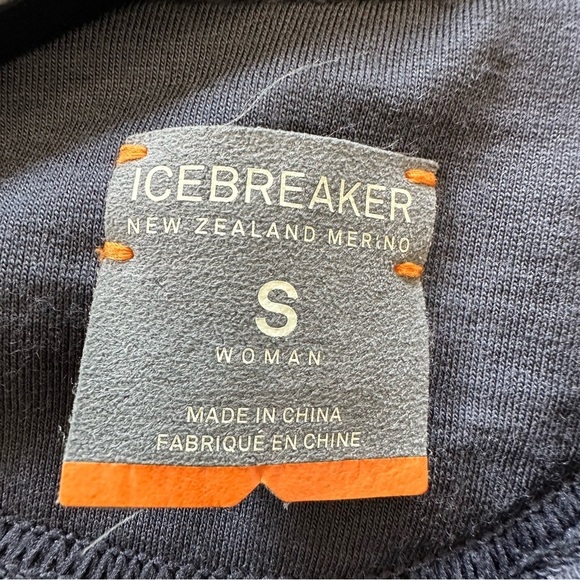 ICEBREAKER
NEW ZEALAND MERINO
S
WOMAN
MADE IN CHINA
FABRIQUÉ EN CHINE